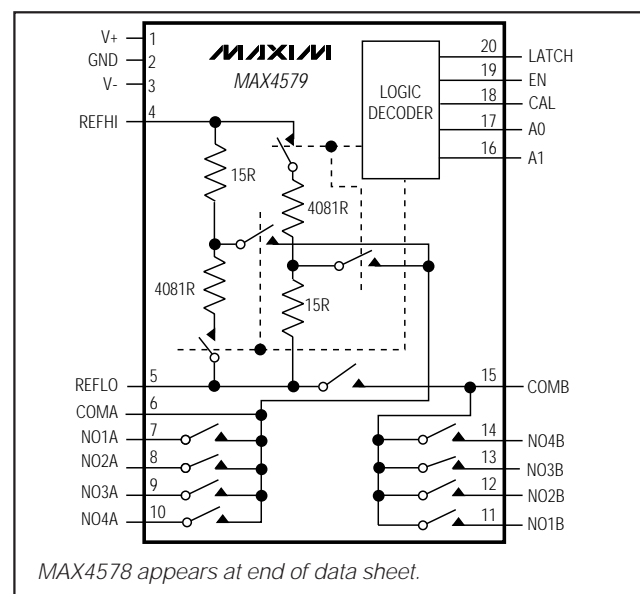 MAXIM
MAX4579
V+ 1
GND 2
V- 3
REFHI 4
LOGIC
DECODER
20 LATCH
19 EN
18 CAL
17 A0
16 A1
15R
4081R
4081R
15R
REFLO 5
COMA 6
NO1A 7
NO2A 8
NO3A 9
NO4A 10
15 COMB
14 NO4B
13 NO3B
12 NO2B
11 NO1B
MAX4578 appears at end of data sheet.